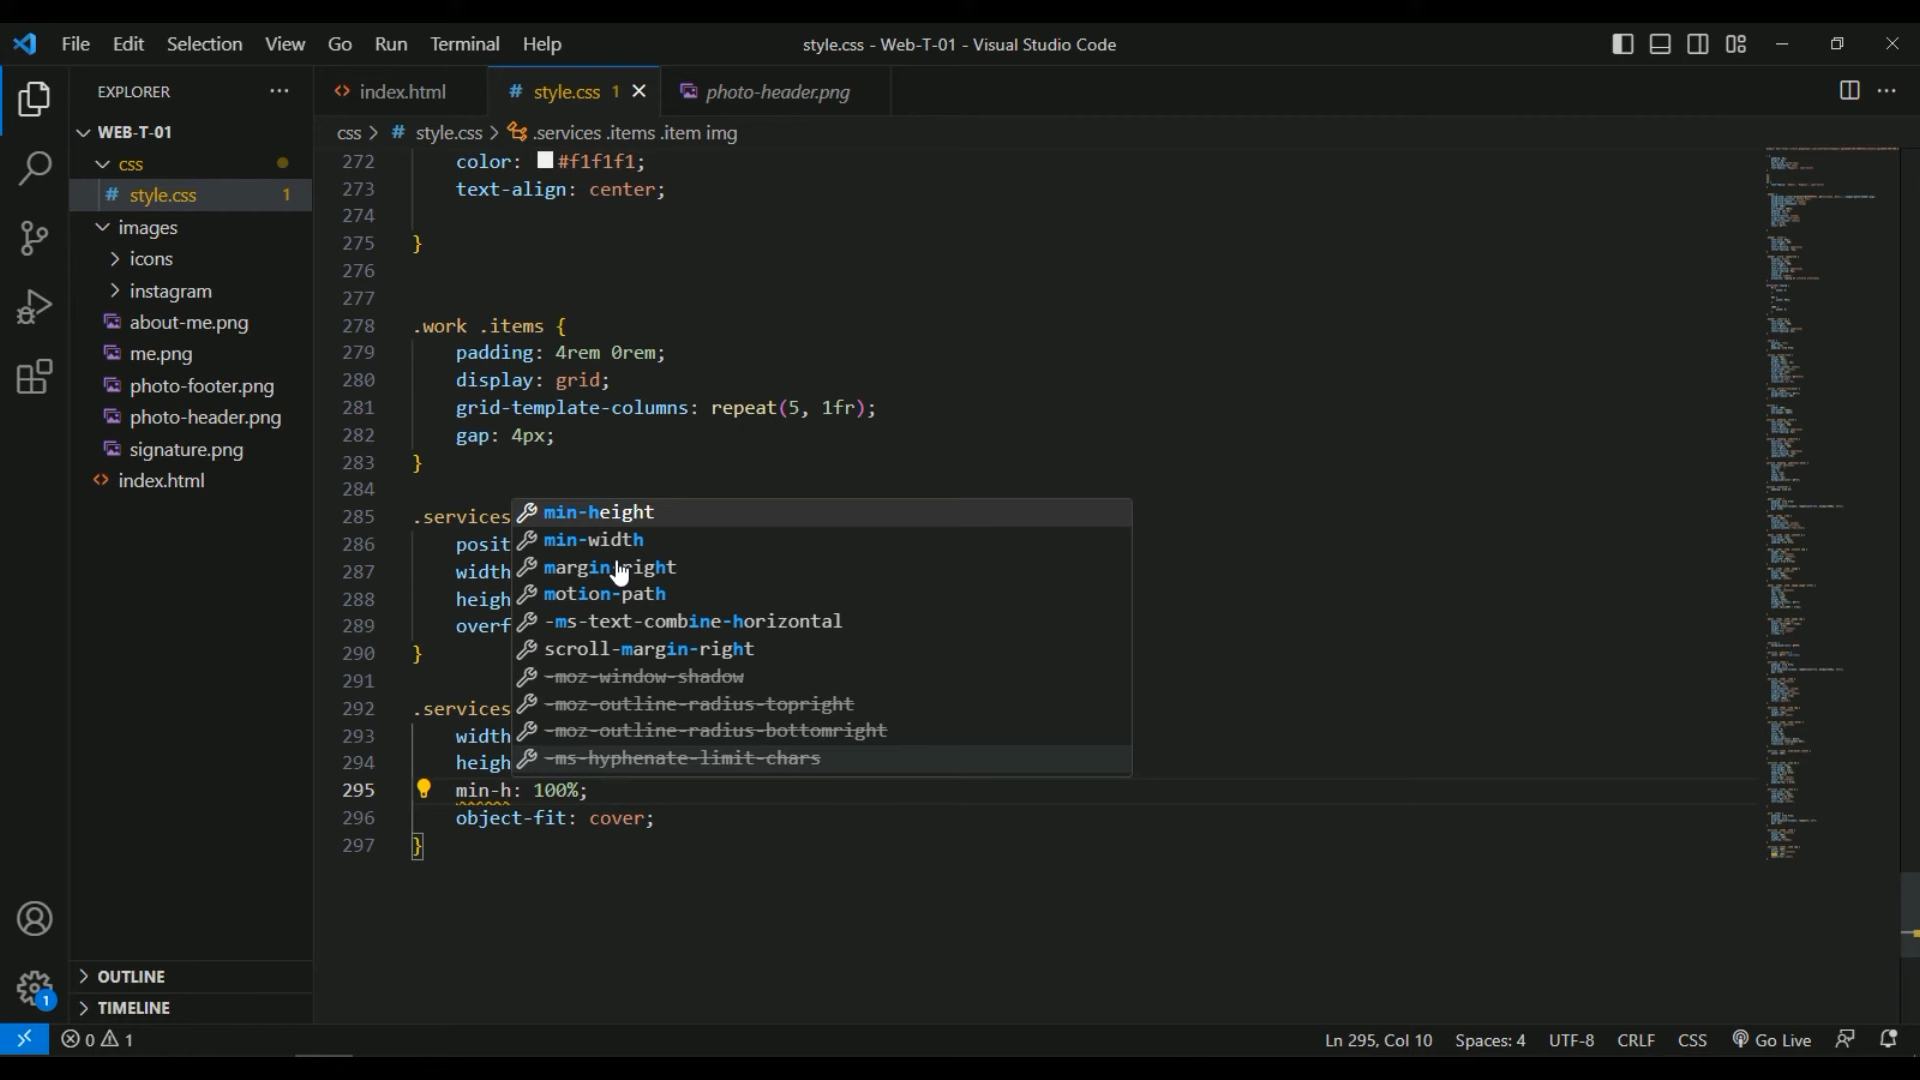 File Edit Selection View Go Run Terminal Help
style.css - Web-T-01 - Visual Studio Code
EXPLORER ...
WEB-T-01
css
# style.css 1
images
icons
instagram
about-me.png
me.png
photo-footer.png
photo-header.png
signature.png
<> index.html
OUTLINE
TIMELINE
<> index.html # style.css 1 photo-header.png
css > # style.css > .services .items .item img
272 color: #f1f1f1;
273 text-align: center;
274
275 }
276
277
278 .work .items {
279 padding: 4rem 0rem;
280 display: grid;
281 grid-template-columns: repeat(5, 1fr);
282 gap: 4px;
283 }
284
285 .services
286 posit
287 width
288 heigh
289 overf
290 }
291
292 .services
293 width
294 heigh
295 min-h: 100%;
296 object-fit: cover;
297 }
min-height
min-width
margin-right
motion-path
-ms-text-combine-horizontal
scroll-margin-right
-moz-window-shadow
-moz-outline-radius-topright
-moz-outline-radius-bottomright
-ms-hyphenate-limit-chars
1
0 1 Ln 295, Col 10 Spaces: 4 UTF-8 CRLF CSS Go Live